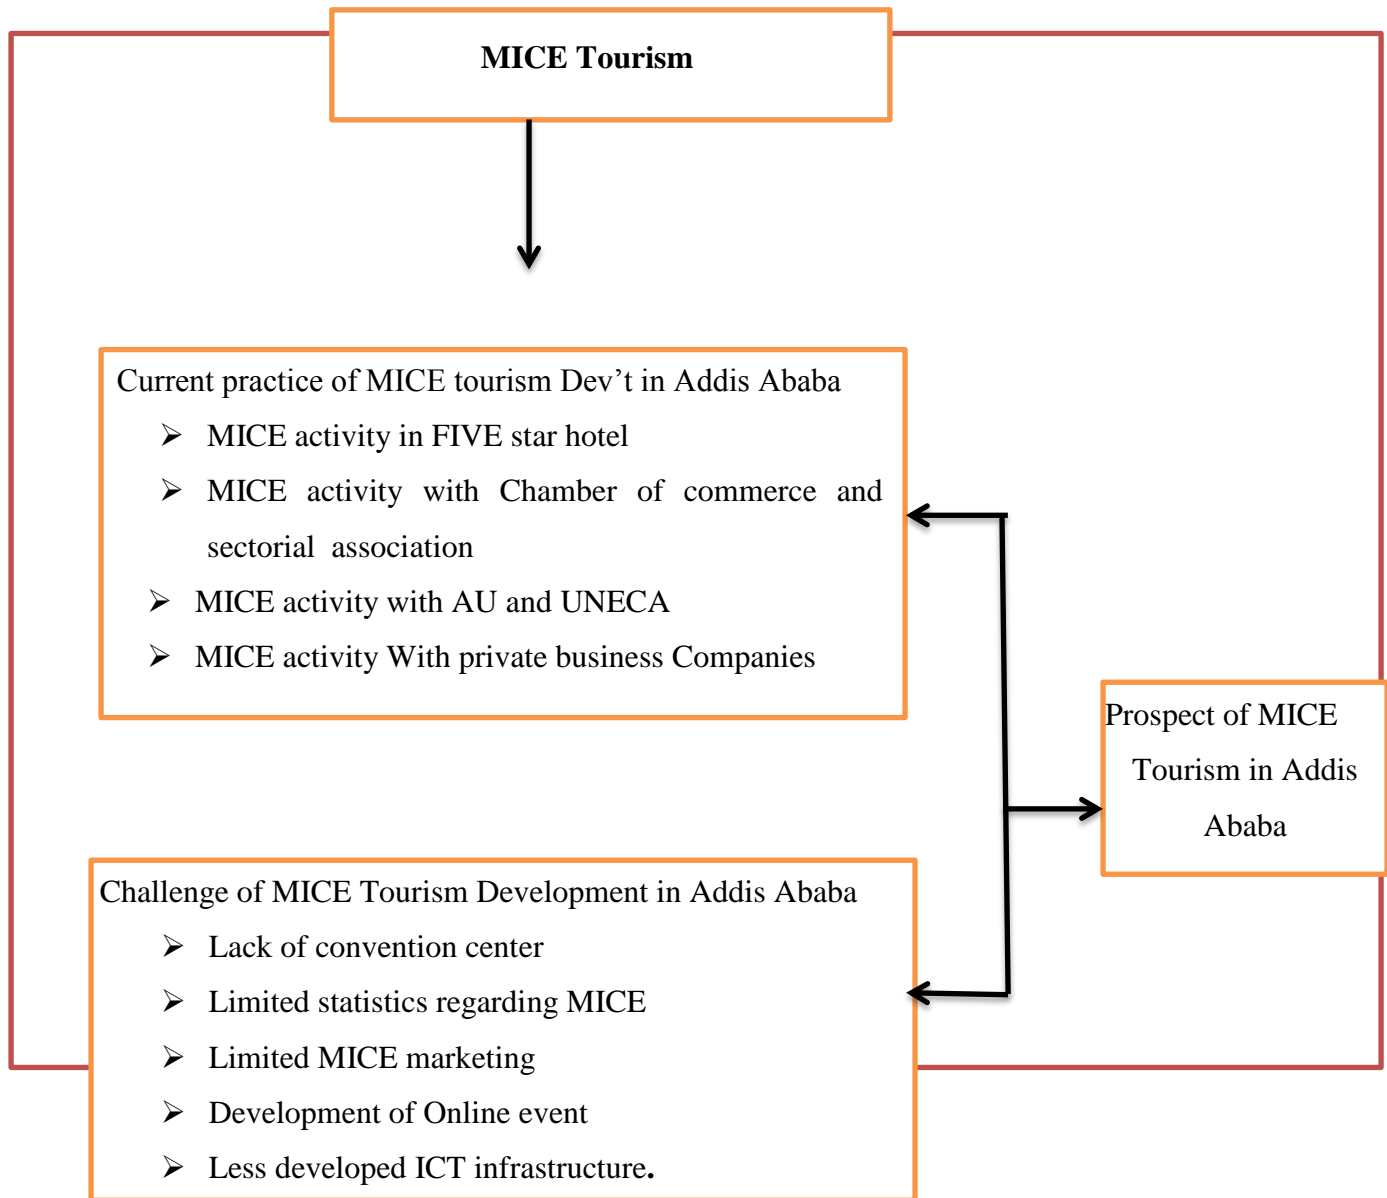 MICE Tourism
Current practice of MICE tourism Dev’t in Addis Ababa
➢ MICE activity in FIVE star hotel
➢ MICE activity with Chamber of commerce and
sectorial association
➢ MICE activity with AU and UNECA
➢ MICE activity With private business Companies
Prospect of MICE
Tourism in Addis
Ababa
Challenge of MICE Tourism Development in Addis Ababa
➢ Lack of convention center
➢ Limited statistics regarding MICE
➢ Limited MICE marketing
➢ Development of Online event
➢ Less developed ICT infrastructure.